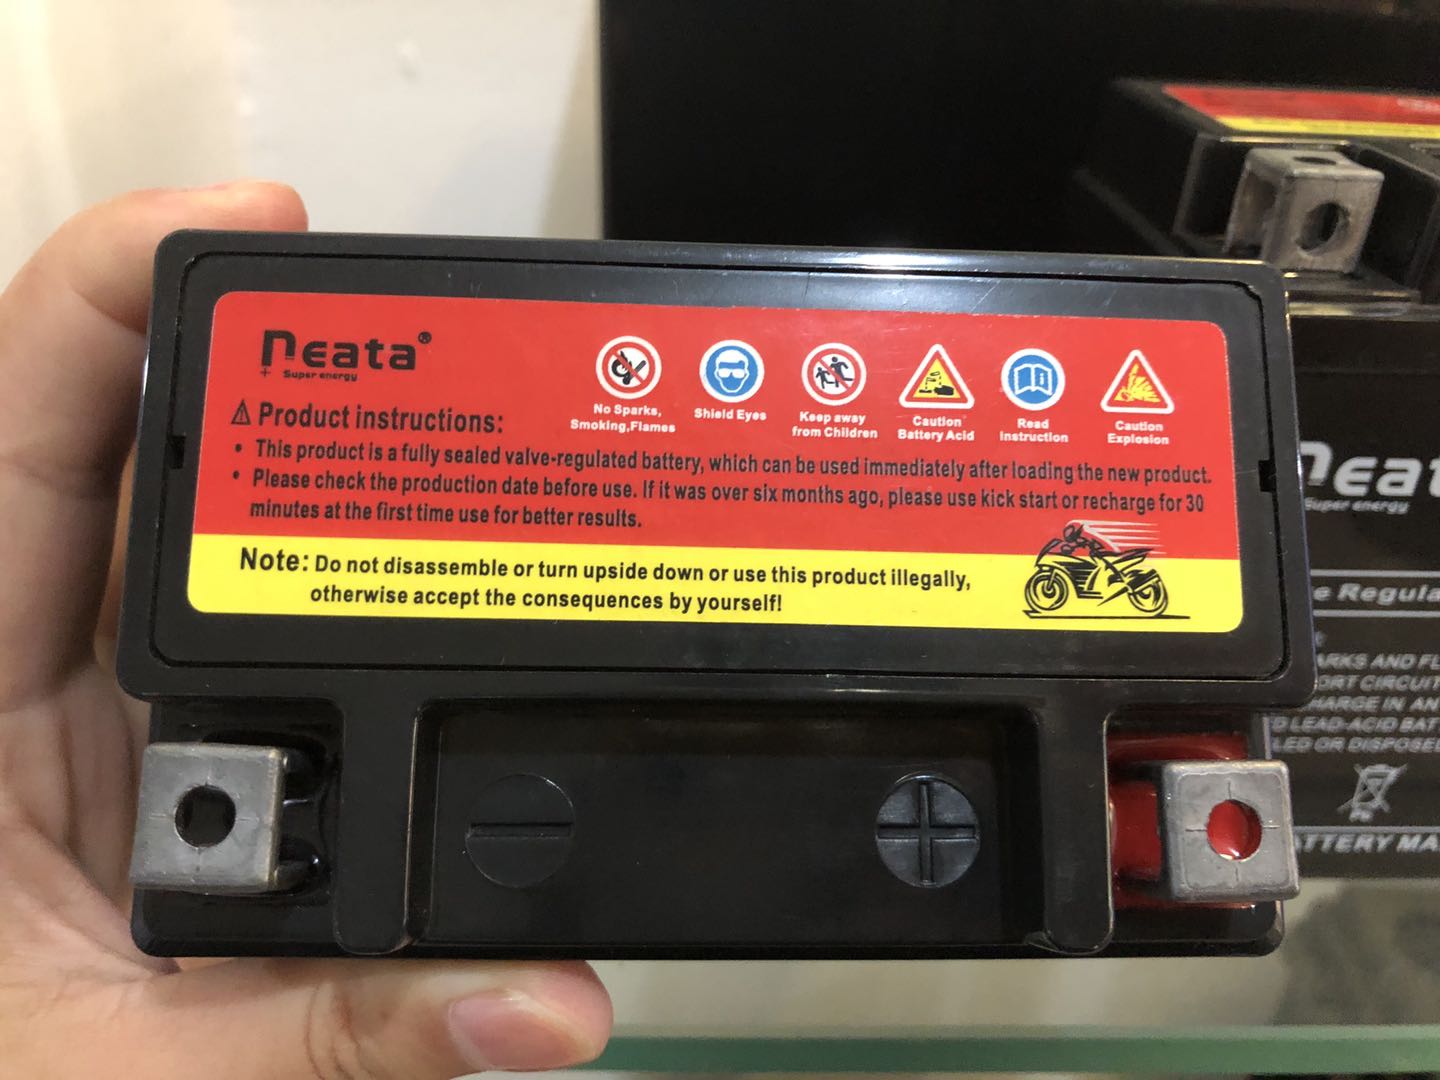 neata®
Super energy
No Sparks,
Smoking,Flames
Shield Eyes
Keep away
from Children
Caution
Battery Acid
Read
Instruction
Caution
Explosion
Product instructions:
• This product is a fully sealed valve-regulated battery, which can be used immediately after loading the new product.
• Please check the production date before use. If it was over six months ago, please use kick start or recharge for 30
minutes at the first time use for better results.
Note: Do not disassemble or turn upside down or use this product illegally,
otherwise accept the consequences by yourself!
neat
Super energy
e Regula
ARKS AND FL
ORT CIRCUIT
CHARGE IN AN
D LEAD-ACID BAT
LED OR DISPOSED
Pb
ATTERY MA